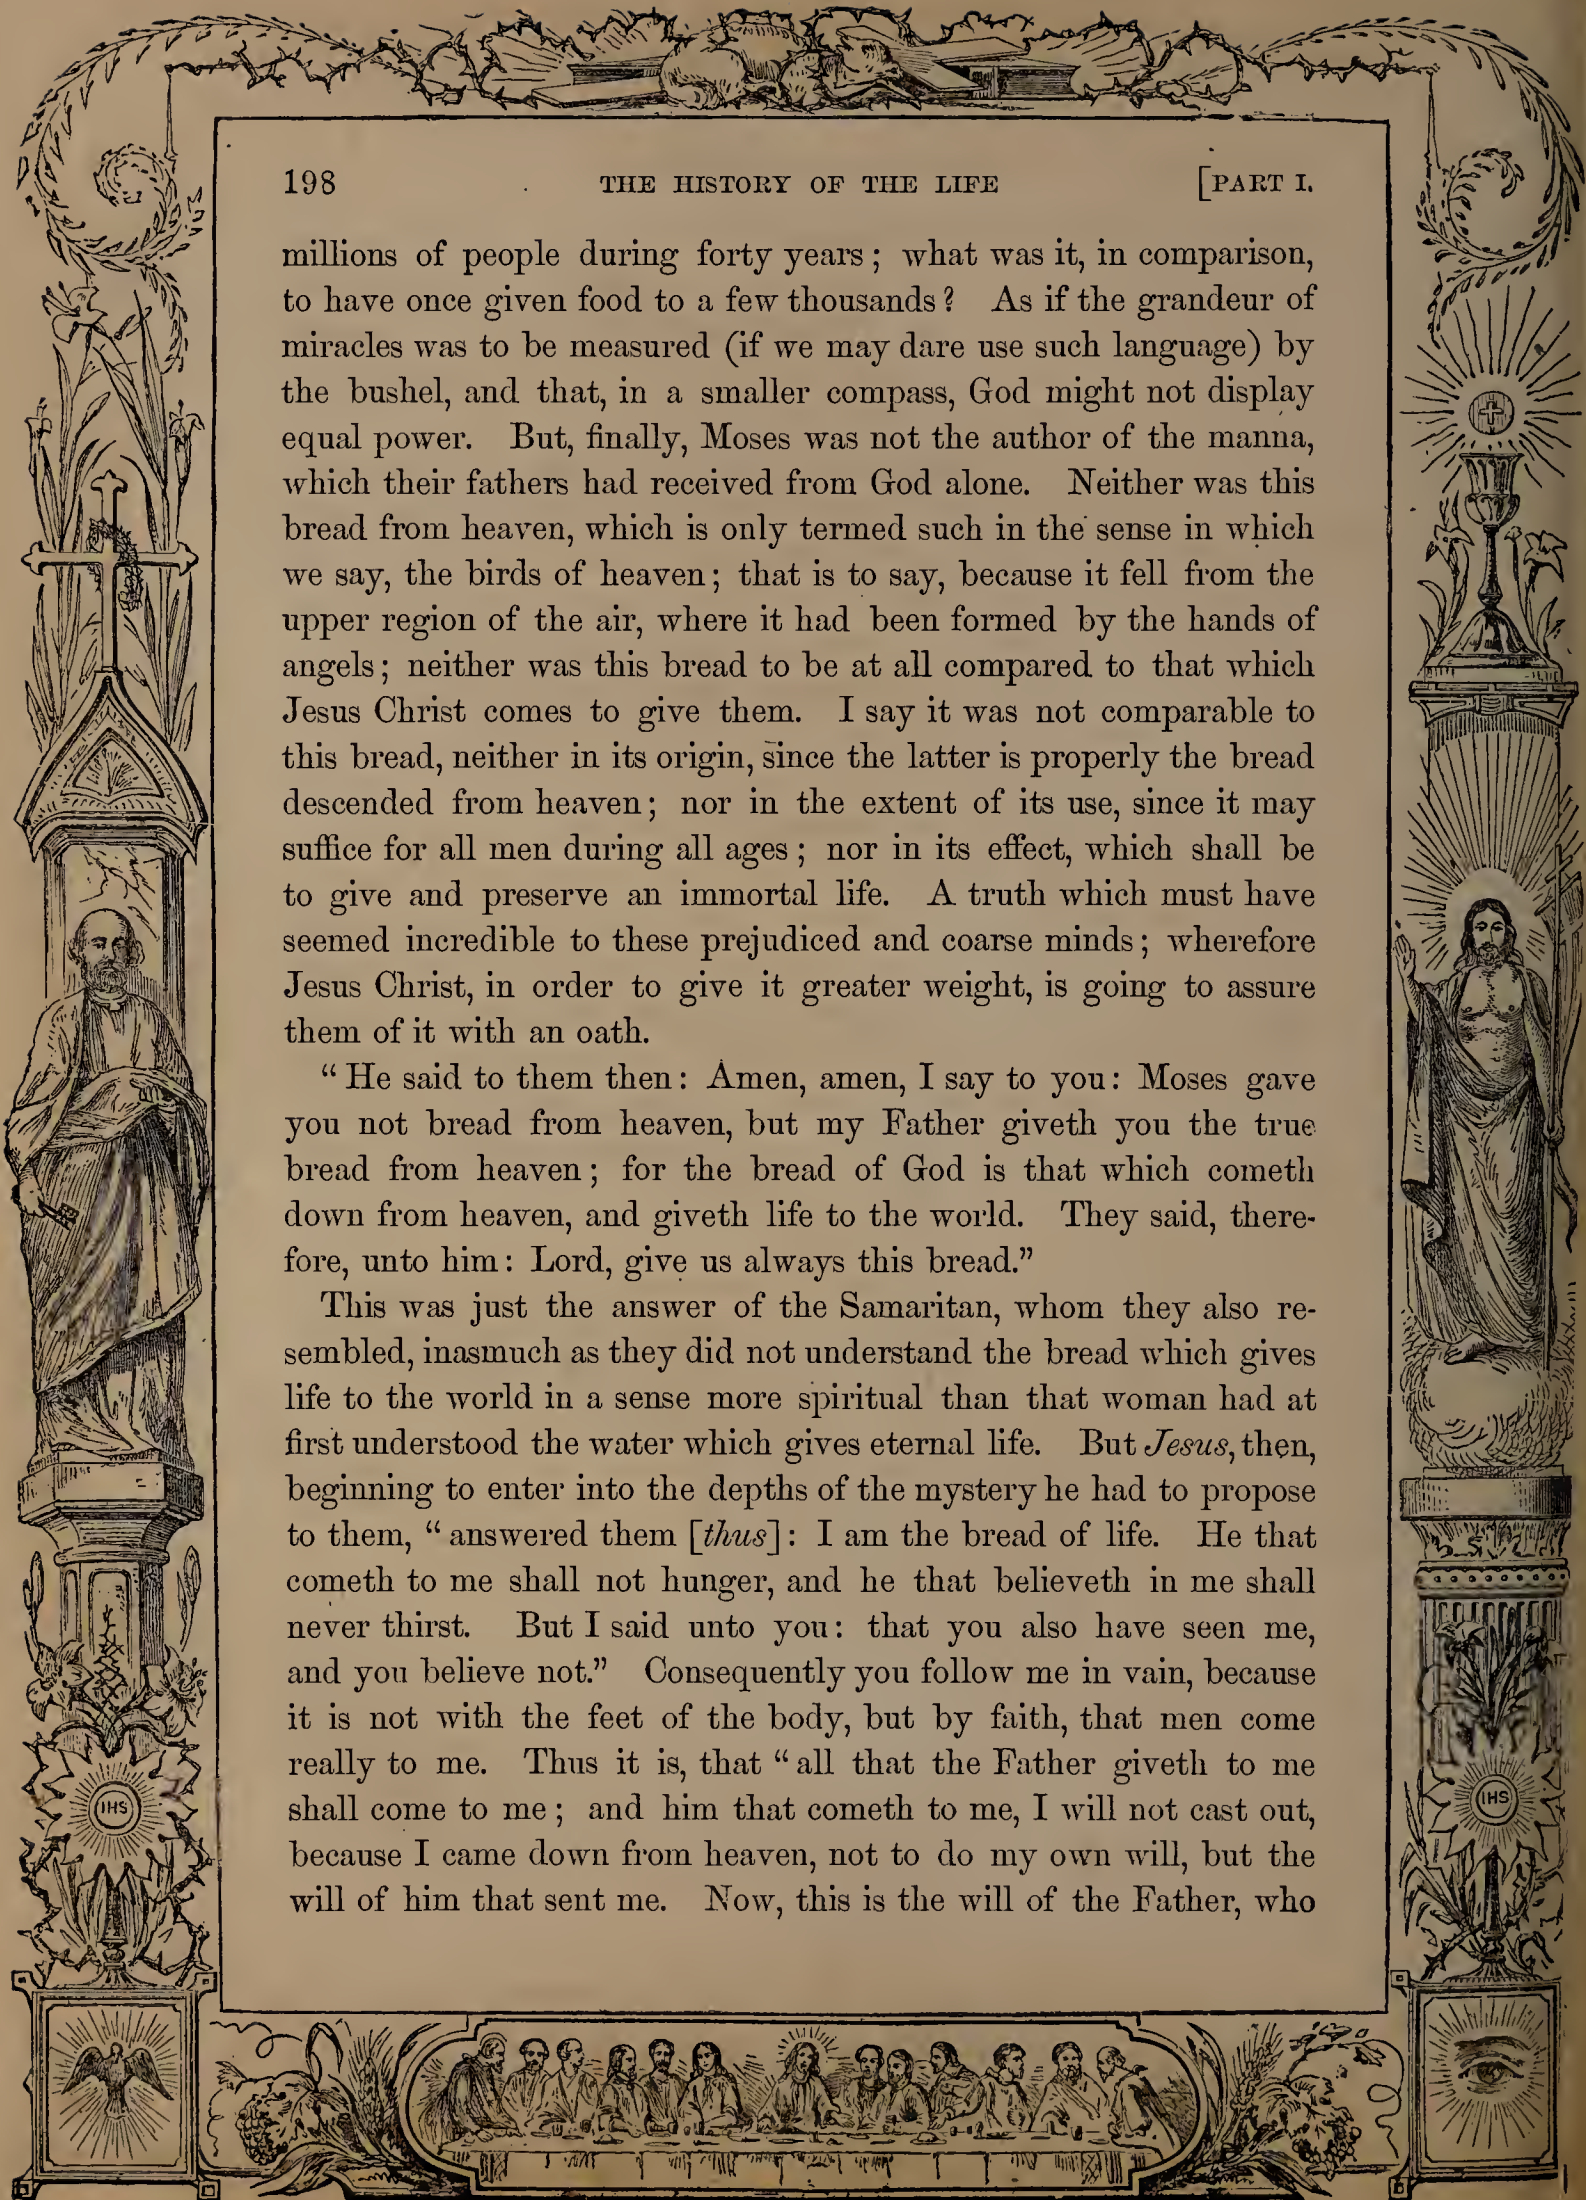 198 THE HISTORY OF THE LIFE [PART I.
millions of people during forty years; what was it, in comparison,
to have once given food to a few thousands? As if the grandeur of
miracles was to be measured (if we may dare use such language) by
the bushel, and that, in a smaller compass, God might not display
equal power. But, finally, Moses was not the author of the manna,
which their fathers had received from God alone. Neither was this
bread from heaven, which is only termed such in the sense in which
we say, the birds of heaven; that is to say, because it fell from the
upper region of the air, where it had been formed by the hands of
angels; neither was this bread to be at all compared to that which
Jesus Christ comes to give them. I say it was not comparable to
this bread, neither in its origin, since the latter is properly the bread
descended from heaven; nor in the extent of its use, since it may
suffice for all men during all ages; nor in its effect, which shall be
to give and preserve an immortal life. A truth which must have
seemed incredible to these prejudiced and coarse minds; wherefore
Jesus Christ, in order to give it greater weight, is going to assure
them of it with an oath.
“He said to them then: Amen, amen, I say to you: Moses gave
you not bread from heaven, but my Father giveth you the true
bread from heaven; for the bread of God is that which cometh
down from heaven, and giveth life to the world. They said, there-
fore, unto him: Lord, give us always this bread.”
This was just the answer of the Samaritan, whom they also re-
sembled, inasmuch as they did not understand the bread which gives
life to the world in a sense more spiritual than that woman had at
first understood the water which gives eternal life. But Jesus, then,
beginning to enter into the depths of the mystery he had to propose
to them, “answered them [thus]: I am the bread of life. He that
cometh to me shall not hunger, and he that believeth in me shall
never thirst. But I said unto you: that you also have seen me,
and you believe not.” Consequently you follow me in vain, because
it is not with the feet of the body, but by faith, that men come
really to me. Thus it is, that “all that the Father giveth to me
shall come to me; and him that cometh to me, I will not cast out,
because I came down from heaven, not to do my own will, but the
will of him that sent me. Now, this is the will of the Father, who
IHS
IHS